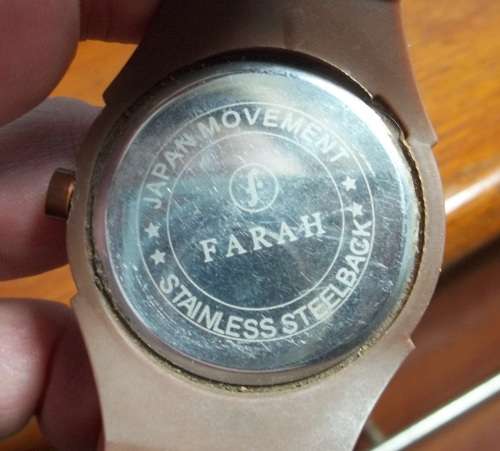 JAPAN MOVEMENT
f
FARAH
STAINLESS STEELBACK